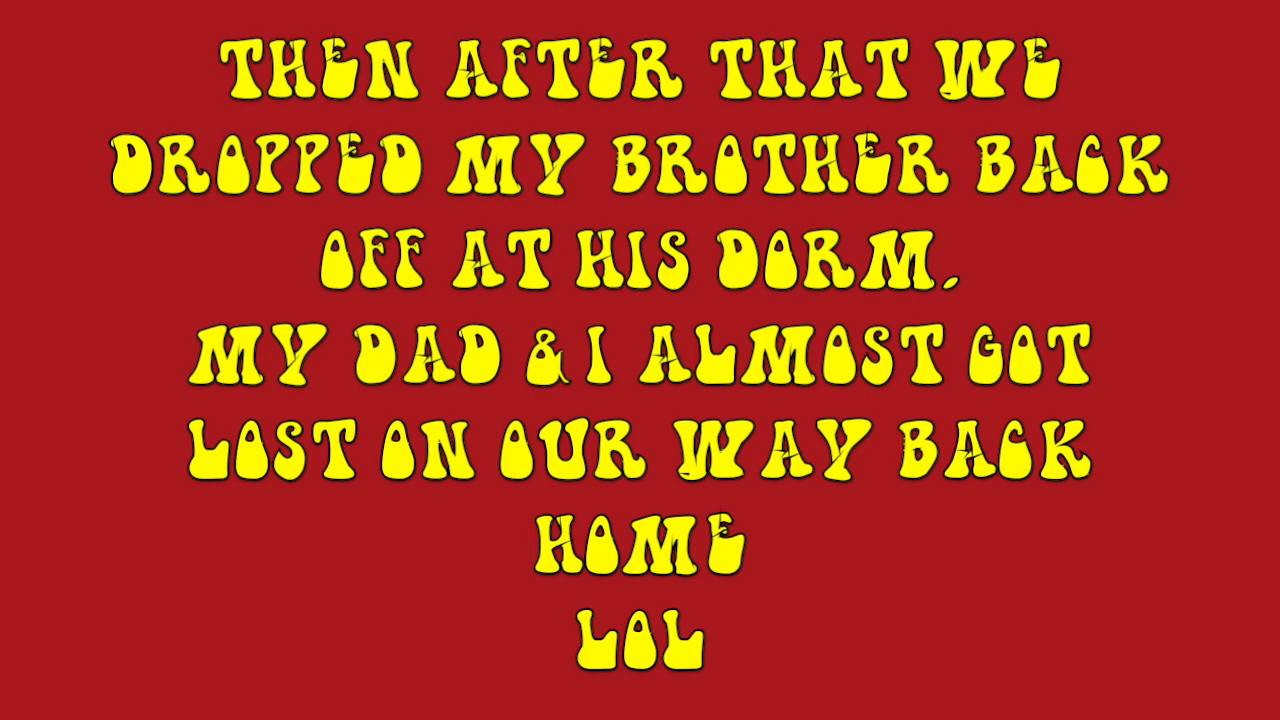 THEN AFTER THAT WE
DROPPED MY BROTHER BACK
OFF AT HIS DORM.
MY DAD & I ALMOST GOT
LOST ON OUR WAY BACK
HOME
LOL